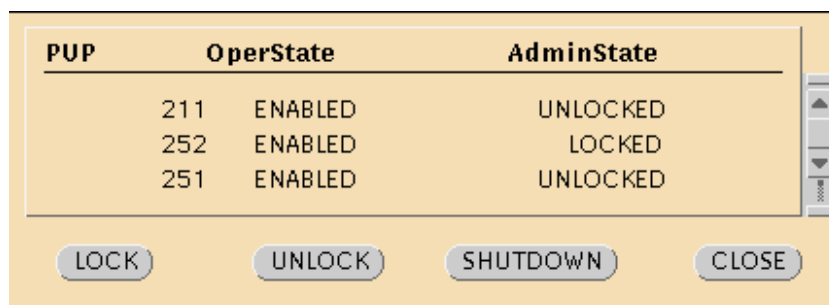 PUP OperState AdminState
211 ENABLED UNLOCKED
252 ENABLED LOCKED
251 ENABLED UNLOCKED
LOCK UNLOCK SHUTDOWN CLOSE